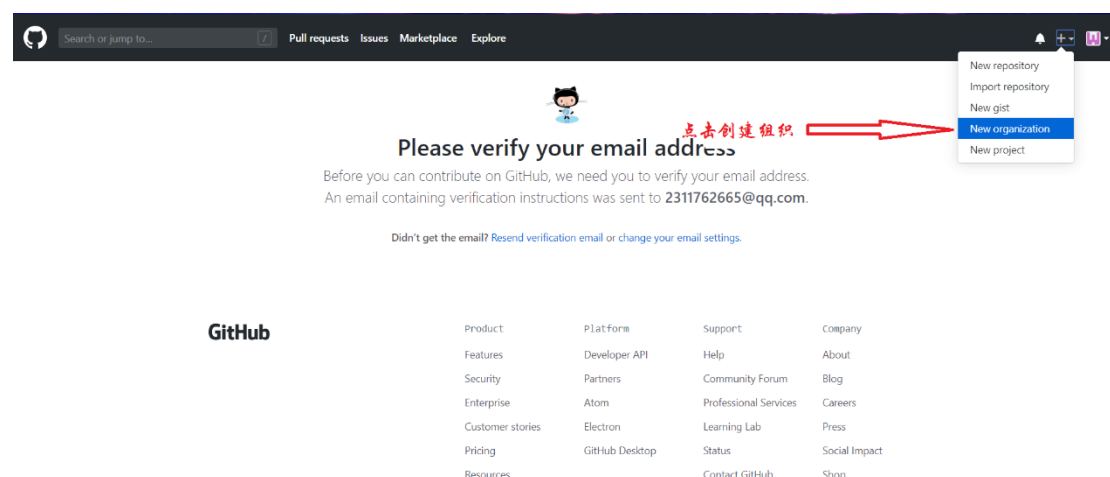 Search or jump to... /
Pull requests Issues Marketplace Explore
New repository
Import repository
New gist
New organization
New project
点击创建组织
Please verify your email address
Before you can contribute on GitHub, we need you to verify your email address.
An email containing verification instructions was sent to 2311762665@qq.com.
Didn't get the email? Resend verification email or change your email settings.
GitHub
Product Platform Support Company
Features Developer API Help About
Security Partners Community Forum Blog
Enterprise Atom Professional Services Careers
Customer stories Electron Learning Lab Press
Pricing GitHub Desktop Status Social Impact
Resources Contact GitHub Shop